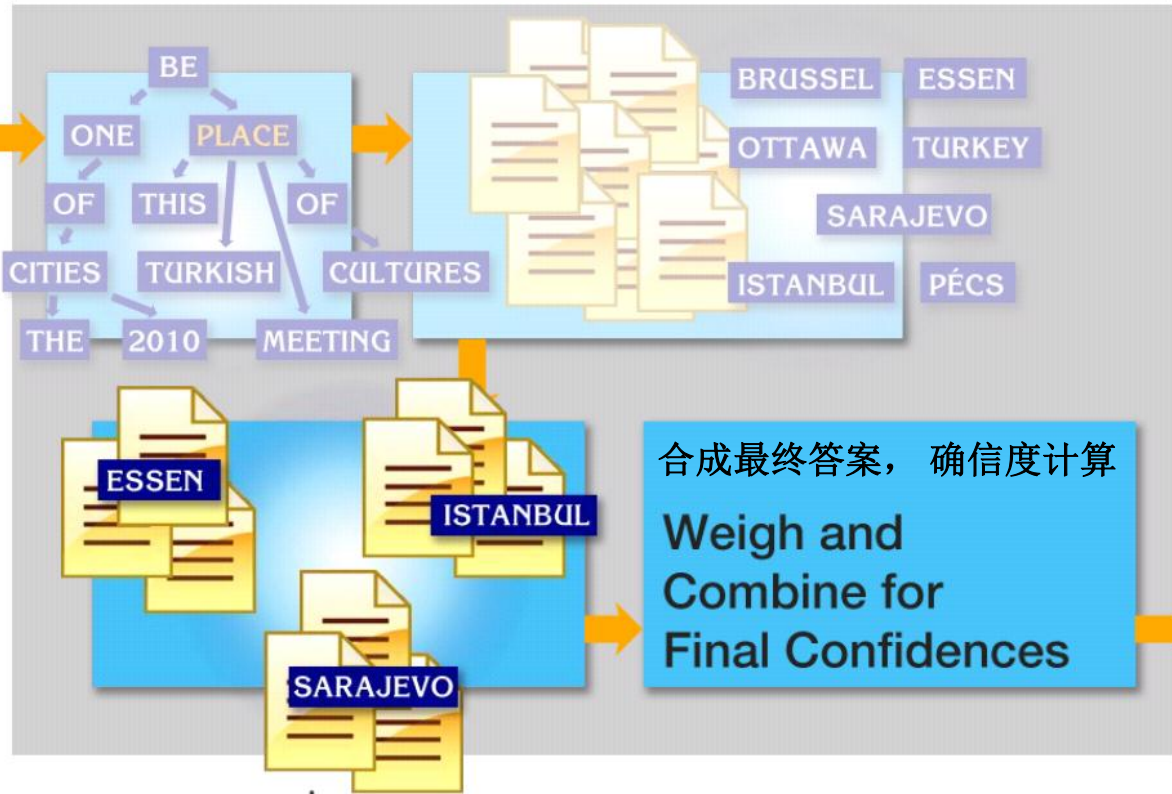 BE
ONE PLACE
OF THIS OF
CITIES TURKISH CULTURES
THE 2010 MEETING
BRUSSEL ESSEN
OTTAWA TURKEY
SARAJEVO
ISTANBUL PÉCS
ESSEN
ISTANBUL
SARAJEVO
合成最终答案， 确信度计算
Weigh and
Combine for
Final Confidences